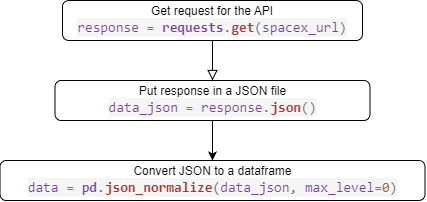 Get request for the API
response = requests.get(spacex_url)
Put response in a JSON file
data_json = response.json()
Convert JSON to a dataframe
data = pd.json_normalize(data_json, max_level=0)